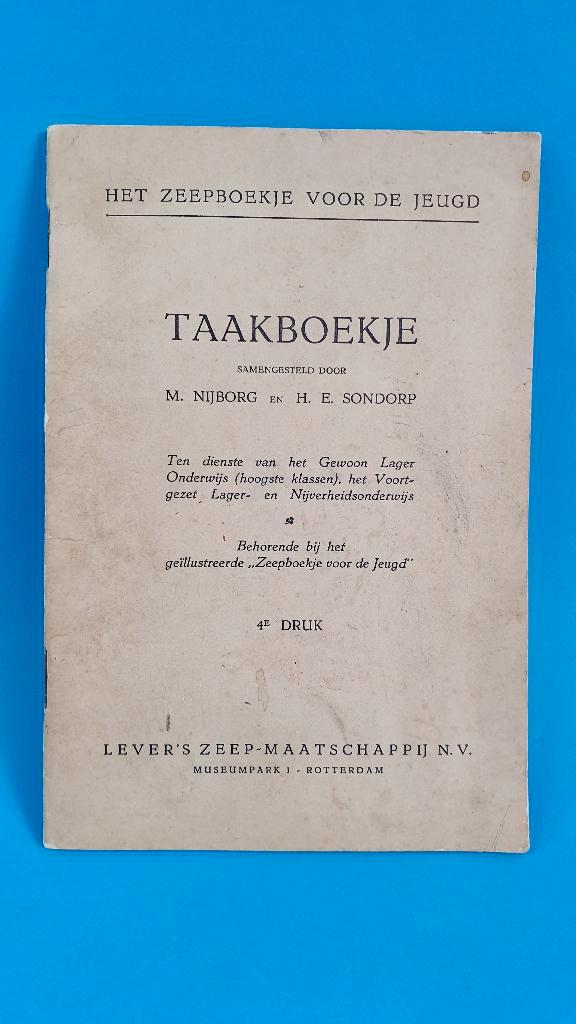 HET ZEEPBOEKJE VOOR DE JEUGD
TAAKBOEKJE
SAMENGESTELD DOOR
M. NIJBORG EN H. E. SONDORP
Ten dienste van het Gewoon Lager
Onderwijs (hoogste klassen), het Voort-
gezet Lager- en Nijverheidsonderwijs
Behorende bij het
geïllustreerde „Zeepboekje voor de Jeugd"
4E DRUK
LEVER'S ZEEP-MAATSCHAPPIJ N.V.
MUSEUMPARK 1 - ROTTERDAM